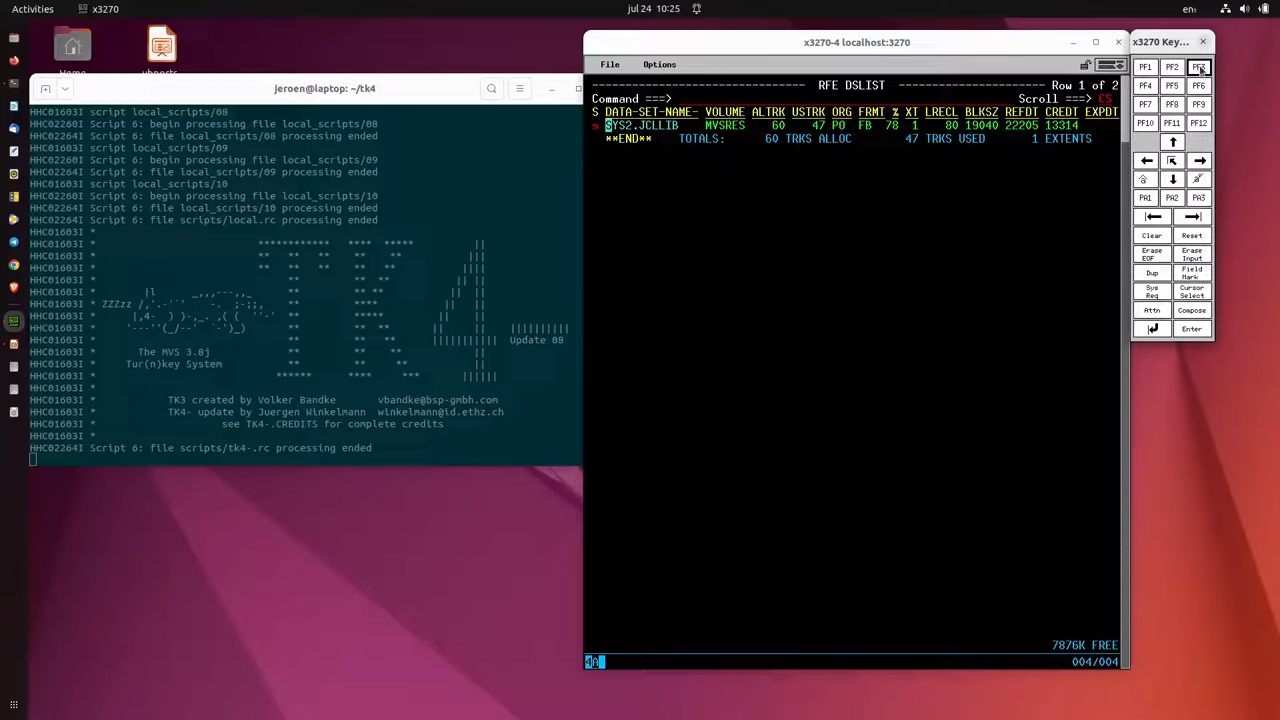 Activities
x3270
jul 24 10:25
en
Home
ubports
jeroen@laptop: ~/tk4
HHC01603I script local_scripts/08
HHC02260I Script 6: begin processing file local_scripts/08
HHC02264I Script 6: file local_scripts/08 processing ended
HHC01603I script local_scripts/09
HHC02260I Script 6: begin processing file local_scripts/09
HHC02264I Script 6: file local_scripts/09 processing ended
HHC01603I script local_scripts/10
HHC02260I Script 6: begin processing file local_scripts/10
HHC02264I Script 6: file local_scripts/10 processing ended
HHC02264I Script 6: file scripts/local.rc processing ended
HHC01603I *
HHC01603I * ************ **** ***** ||
HHC01603I * ** ** ** ** ** ||
HHC01603I * ** ** ** ** ** ||
HHC01603I * ** ** ** || ||
HHC01603I * |l _,,,---,,_ ** ** ** || ||
HHC01603I * ZZZzz /,'.-'`' -. ;-;;, ** **** || ||
HHC01603I * |,4- ) )-,_. ,( ( ''-' ** ***** || ||
HHC01603I * '---''(_/--' `-')_) ** ** ** || || ||||||||||
HHC01603I * ** ** ** ||||||||||| || Update 08
HHC01603I * The MVS 3.8j ** ** ** ||
HHC01603I * Tur(n)key System ** ** ** ||
HHC01603I * ****** **** *** ||||||
HHC01603I *
HHC01603I * TK3 created by Volker Bandke vbandke@bsp-gmbh.com
HHC01603I * TK4- update by Juergen Winkelmann winkelmann@id.ethz.ch
HHC01603I * see TK4-.CREDITS for complete credits
HHC01603I *
HHC02264I Script 6: file scripts/tk4-.rc processing ended
x3270-4 localhost:3270
File Options
RFE DSLIST Row 1 of 2
Command ===> Scroll ===> CS
S DATA-SET-NAME- VOLUME ALTRK USTRK ORG FRMT % XT LRECL BLKSZ REFDT CREDT EXPDT
s SYS2.JCLLIB MVSRES 60 47 PO FB 78 1 80 19040 22205 13314
**END** TOTALS: 60 TRKS ALLOC 47 TRKS USED 1 EXTENTS
7876K FREE
4A 004/004
x3270 Key...
PF1 PF2 PF3
PF4 PF5 PF6
PF7 PF8 PF9
PF10 PF11 PF12
PA1 PA2 PA3
Clear Reset
Erase EOF Erase Input
Dup Field Mark
Sys Req Cursor Select
Attn Compose
Enter